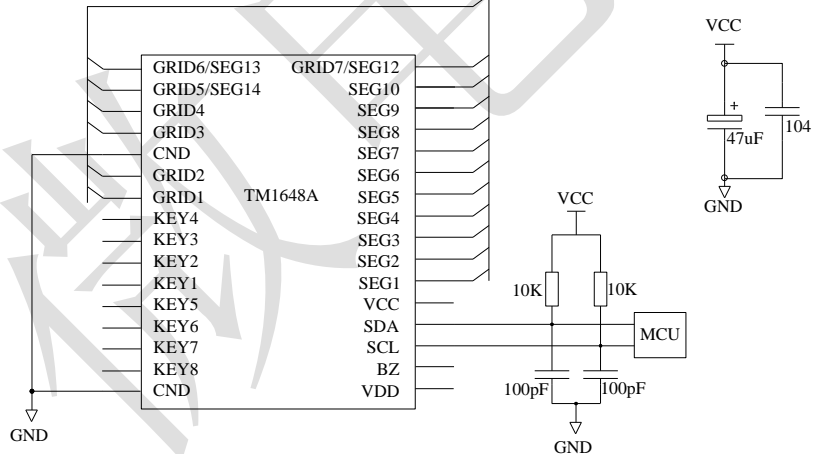 VCC
+
47uF
104
GND
GRID6/SEG13
GRID7/SEG12
GRID5/SEG14
SEG10
GRID4
SEG9
GRID3
SEG8
CND
SEG7
GRID2
SEG6
GRID1
TM1648A
SEG5
KEY4
SEG4
KEY3
SEG3
KEY2
SEG2
KEY1
SEG1
KEY5
VCC
KEY6
SDA
KEY7
SCL
KEY8
BZ
CND
VDD
GND
VCC
10K
10K
MCU
100pF
100pF
GND